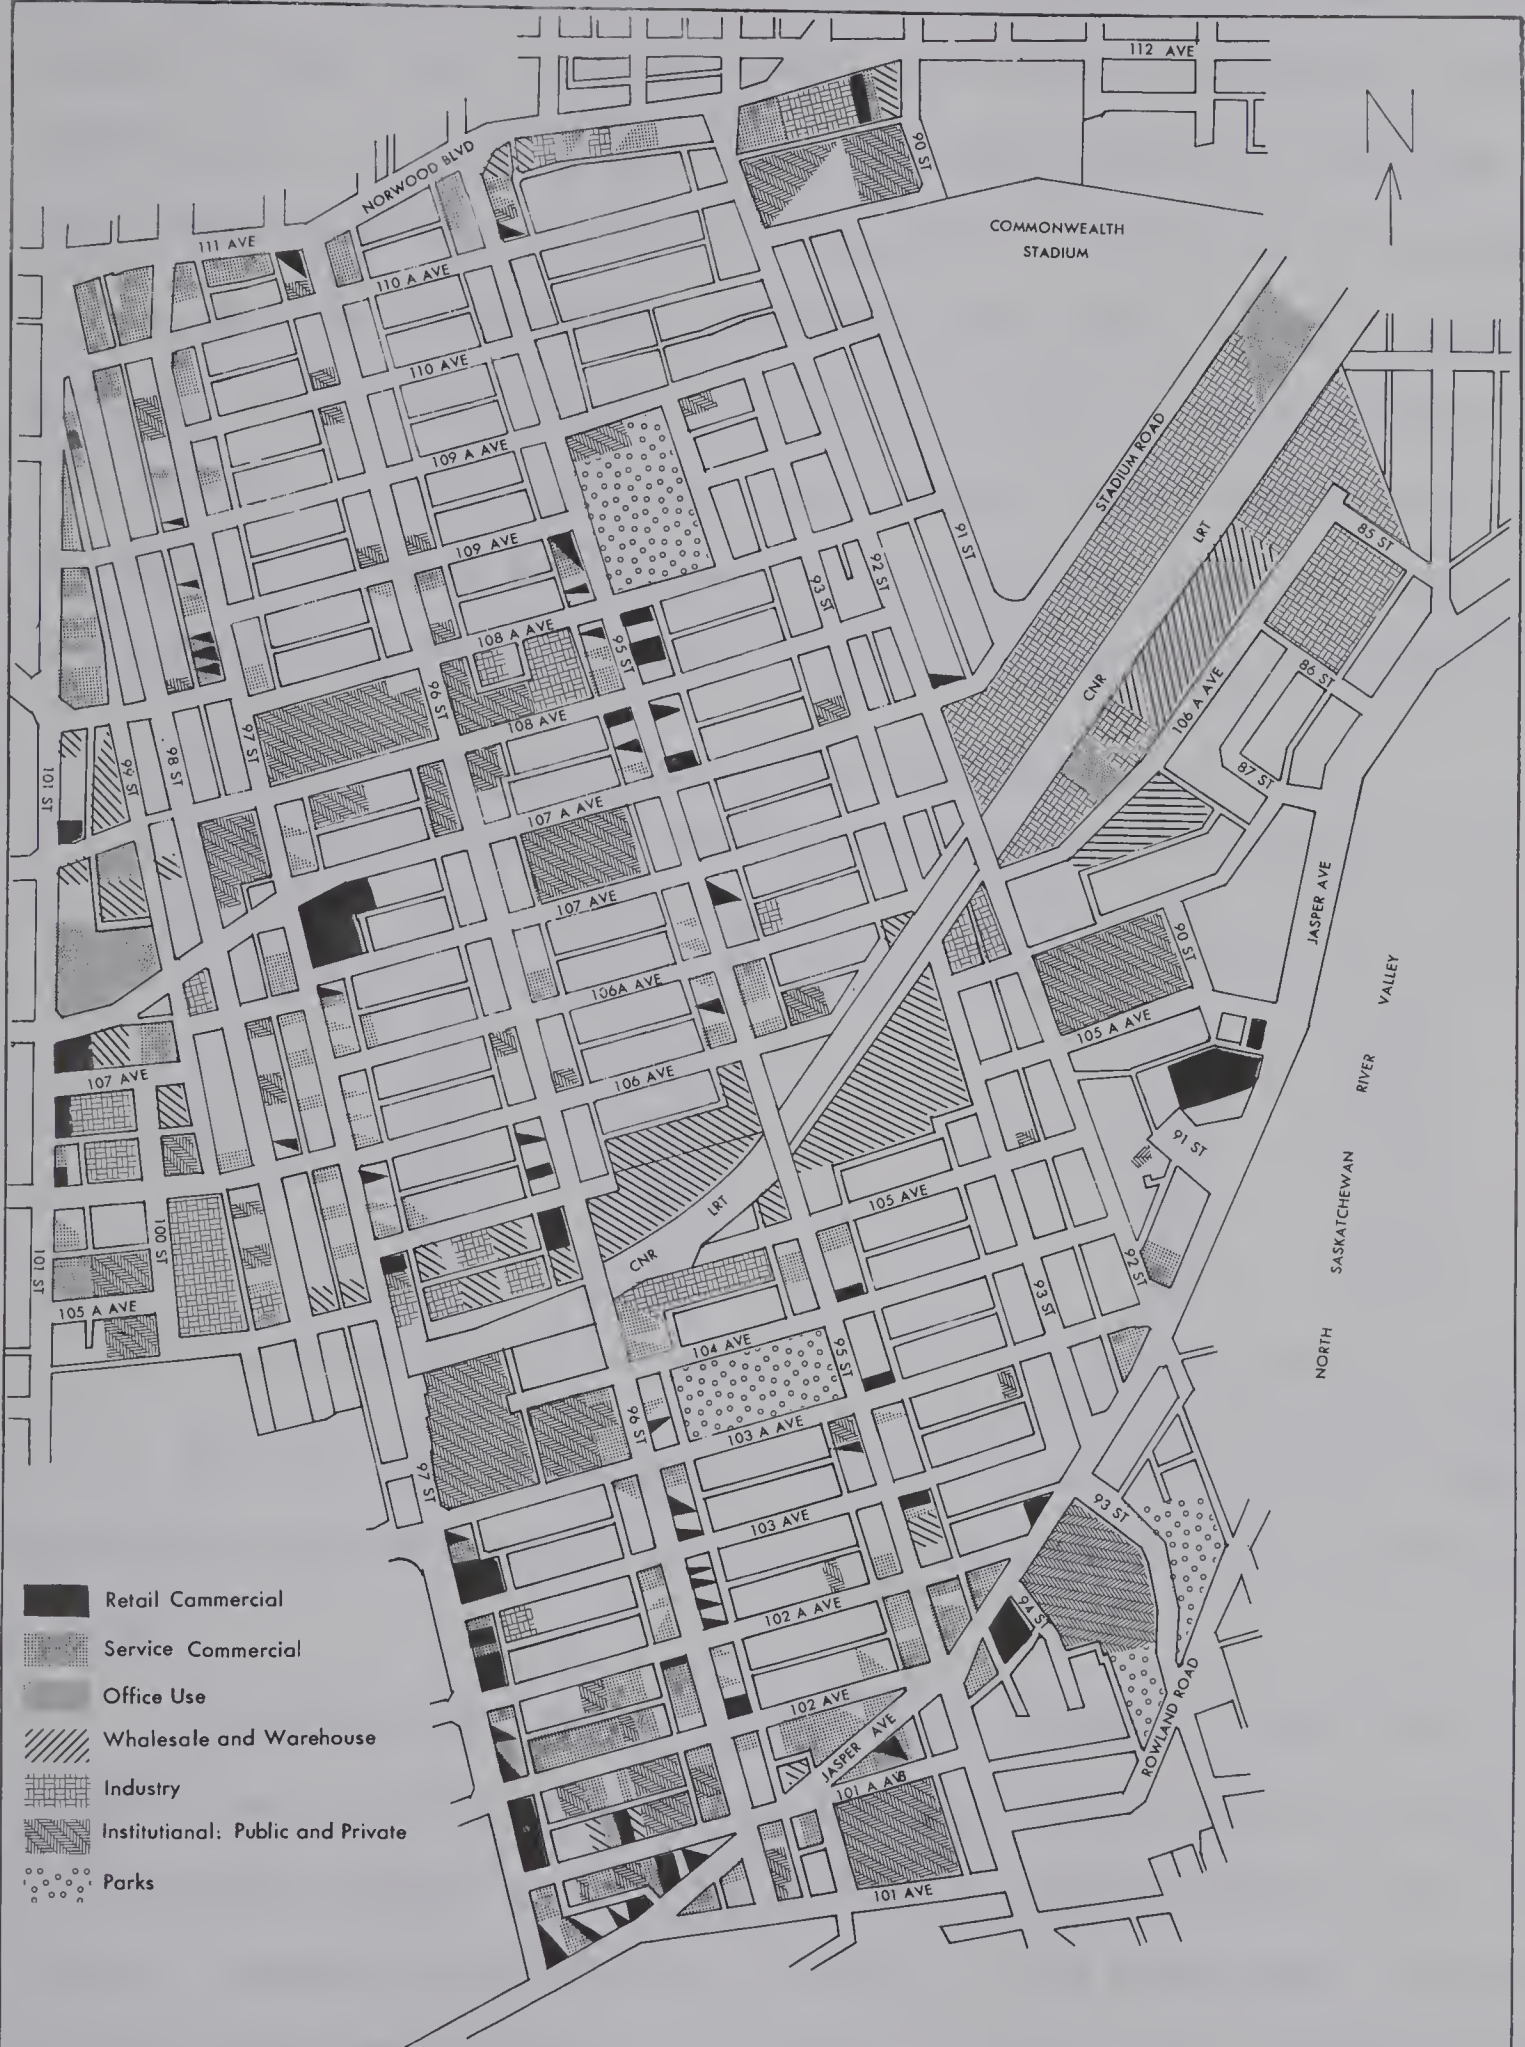 112 AVE
N
NORWOOD BLVD
90 ST
COMMONWEALTH
STADIUM
111 AVE
110 A AVE
110 AVE
109 A AVE
STADIUM ROAD
LRT
85 ST
109 AVE
91 ST
92 ST
93 ST
108 A AVE
95 ST
CNR
86 ST
106 A AVE
96 ST
108 AVE
97 ST
98 ST
99 ST
101 ST
87 ST
107 A AVE
JASPER AVE
107 AVE
90 ST
NORTH SASKATCHEWAN RIVER VALLEY
106A AVE
105 A AVE
107 AVE
106 AVE
91 ST
105 AVE
LRT
CNR
100 ST
101 ST
92 ST
93 ST
105 A AVE
104 AVE
95 ST
96 ST
103 A AVE
97 ST
93 ST
103 AVE
94 S
102 A AVE
ROWLAND ROAD
102 AVE
JASPER AVE
101 A AVE
101 AVE
Retail Cammercial
Service Cammercial
Office Use
Whalesale and Warehause
Industry
Institutianal: Public and Private
Parks